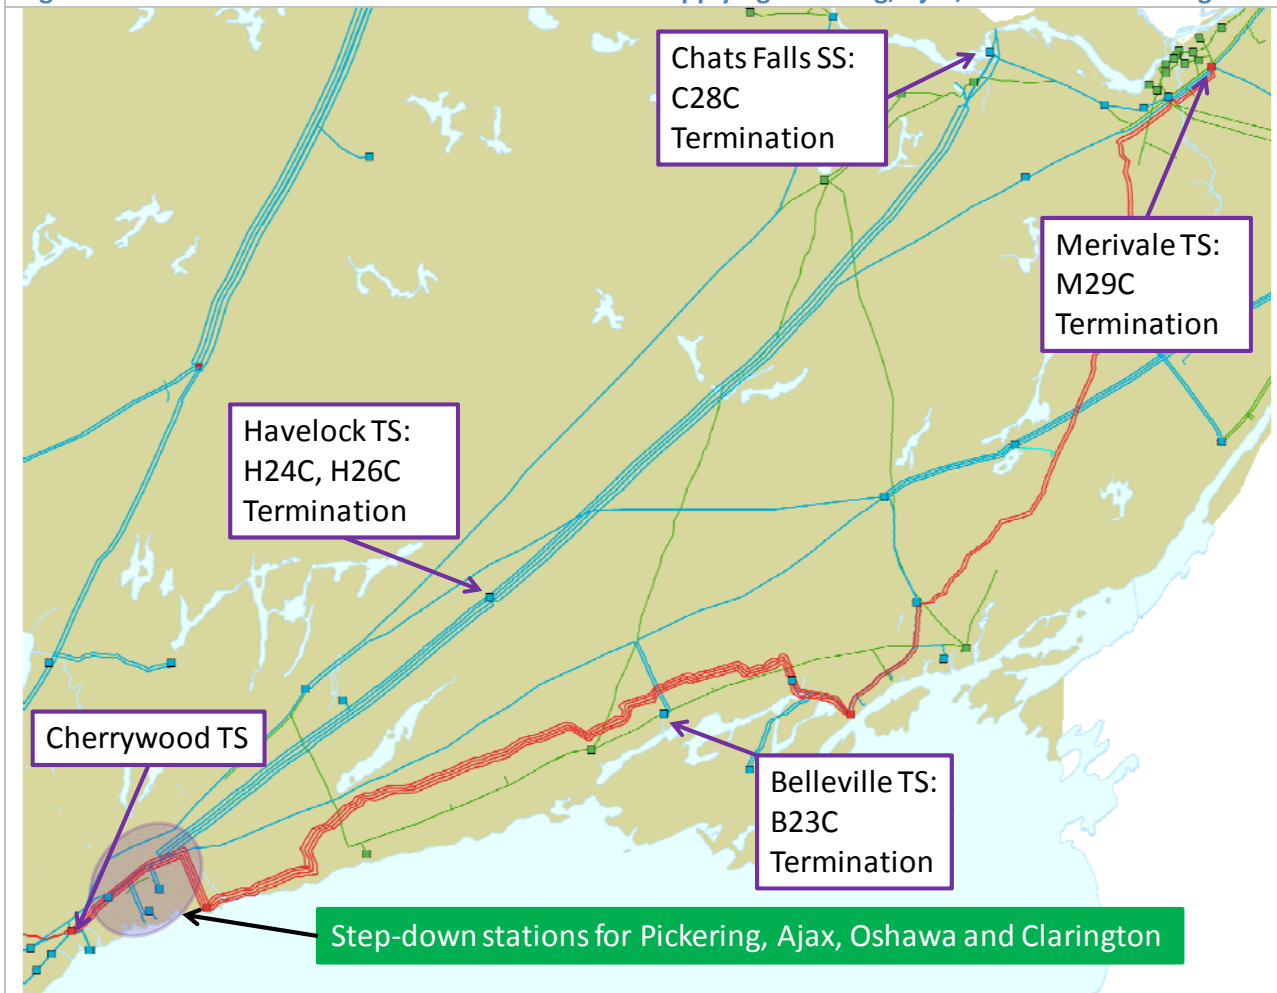 Chats Falls SS:
C28C
Termination
Merivale TS:
M29C
Termination
Havelock TS:
H24C, H26C
Termination
Cherrywood TS
Belleville TS:
B23C
Termination
Step-down stations for Pickering, Ajax, Oshawa and Clarington